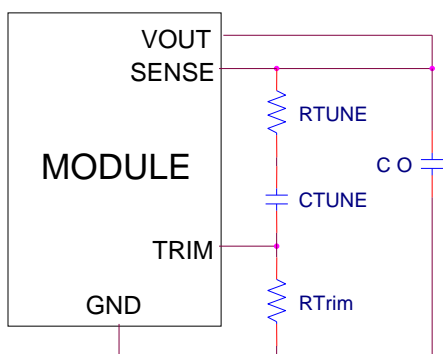 VOUT
SENSE
RTUNE
MODULE
C O
CTUNE
TRIM
RTrim
GND